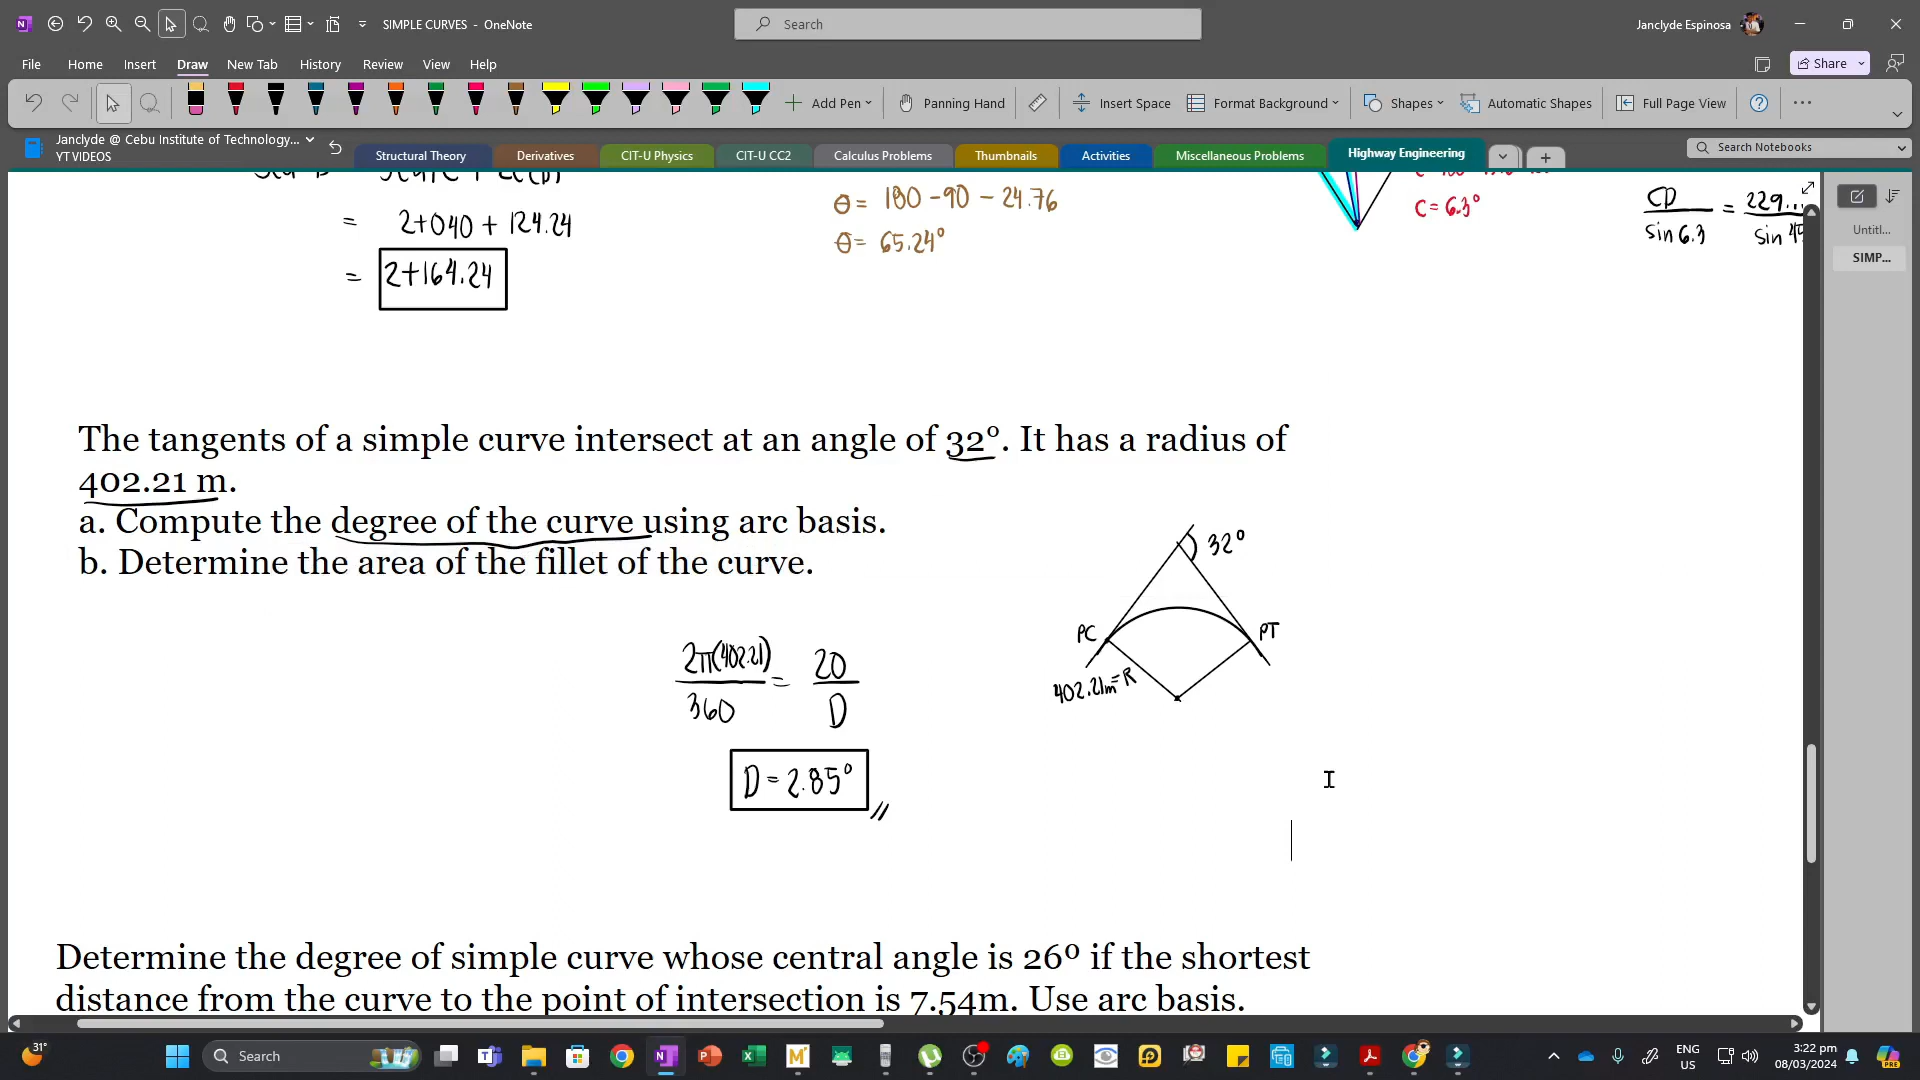 SIMPLE CURVES - OneNote
Search
Janclyde Espinosa
File Home Insert Draw New Tab History Review View Help
Share
Add Pen
Panning Hand
Insert Space
Format Background
Shapes
Automatic Shapes
Full Page View
Janclyde @ Cebu Institute of Technology...
YT VIDEOS
Structural Theory
Derivatives
CIT-U Physics
CIT-U CC2
Calculus Problems
Thumbnails
Activities
Miscellaneous Problems
Highway Engineering
Search Notebooks
Untitl...
SIMP...
= 2+040 + 124.24
= 2+164.24
θ = 180 - 90 - 24.76
θ = 65.24°
C = 6.3°
CD / sin 6.3 = 229.11 / sin 45
The tangents of a simple curve intersect at an angle of 32°. It has a radius of
402.21 m.
a. Compute the degree of the curve using arc basis.
b. Determine the area of the fillet of the curve.
32°
PC
PT
402.21m = R
2π(402.21) / 360 = 20 / D
D = 2.85°
Determine the degree of simple curve whose central angle is 26º if the shortest
distance from the curve to the point of intersection is 7.54m. Use arc basis.
31°
Search
ENG
US
3:22 pm
08/03/2024